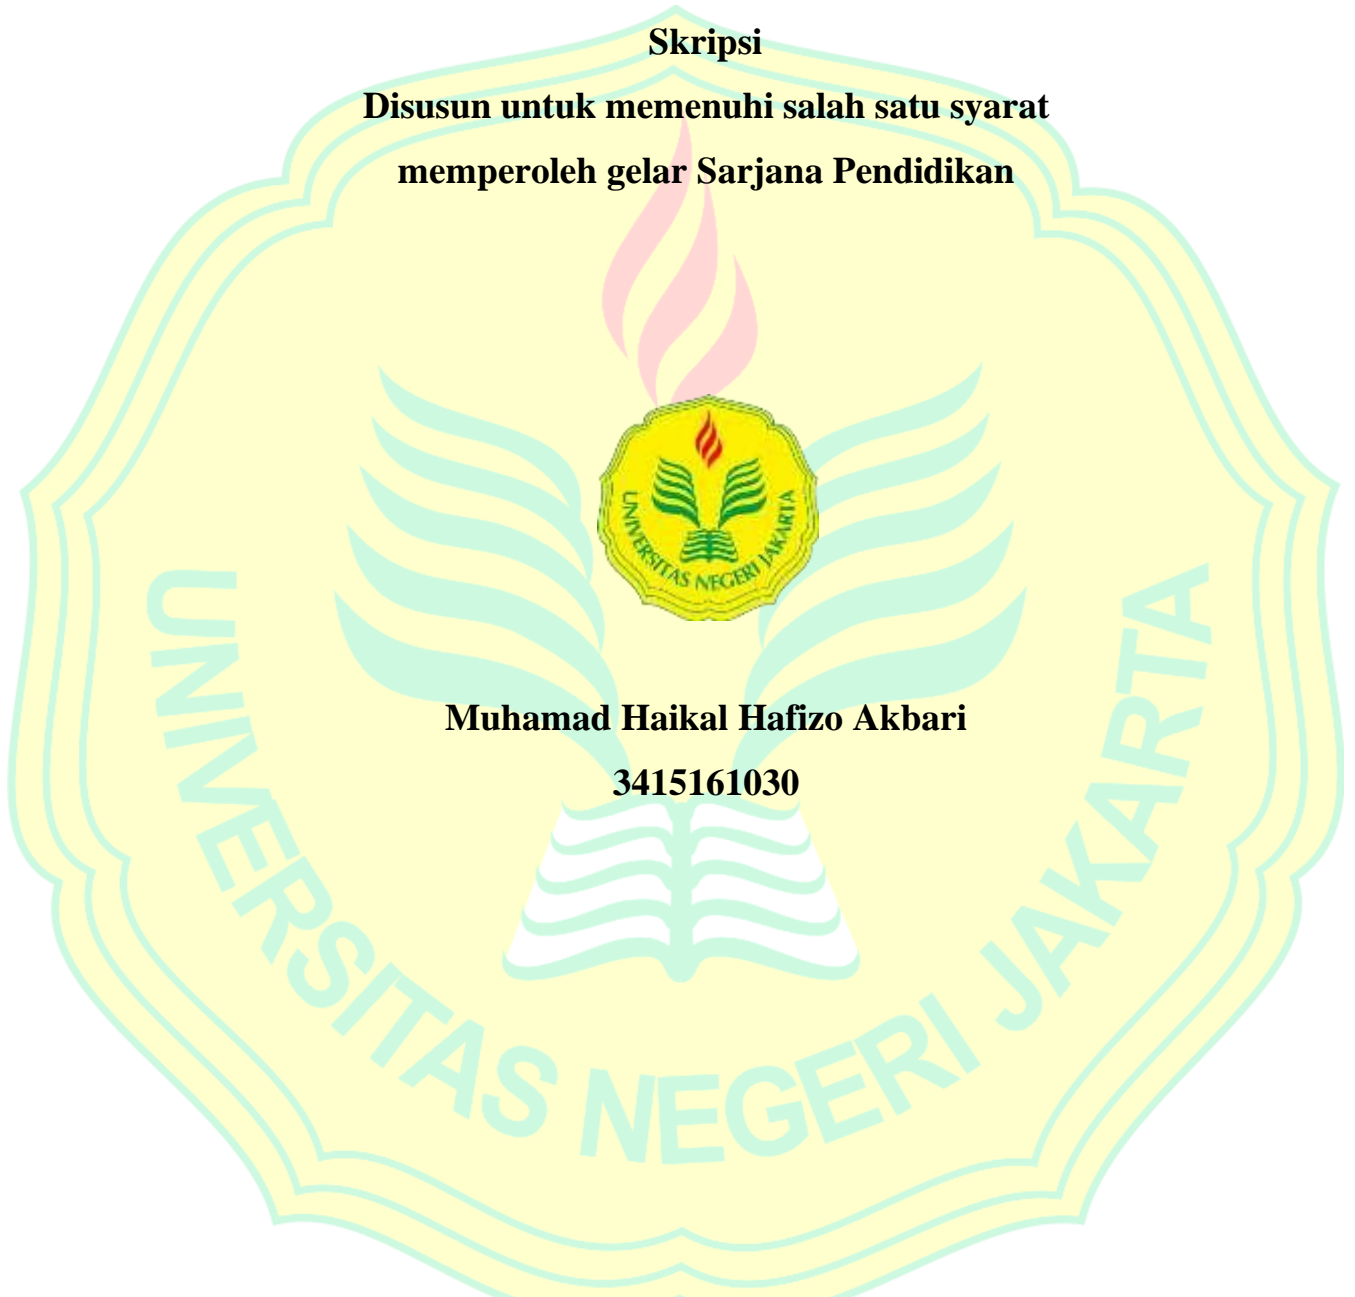 Skripsi
Disusun untuk memenuhi salah satu syarat
memperoleh gelar Sarjana Pendidikan
UNIVERSITAS NEGERI JAKARTA
Muhamad Haikal Hafizo Akbari
3415161030
UNIVERSITAS NEGERI JAKARTA